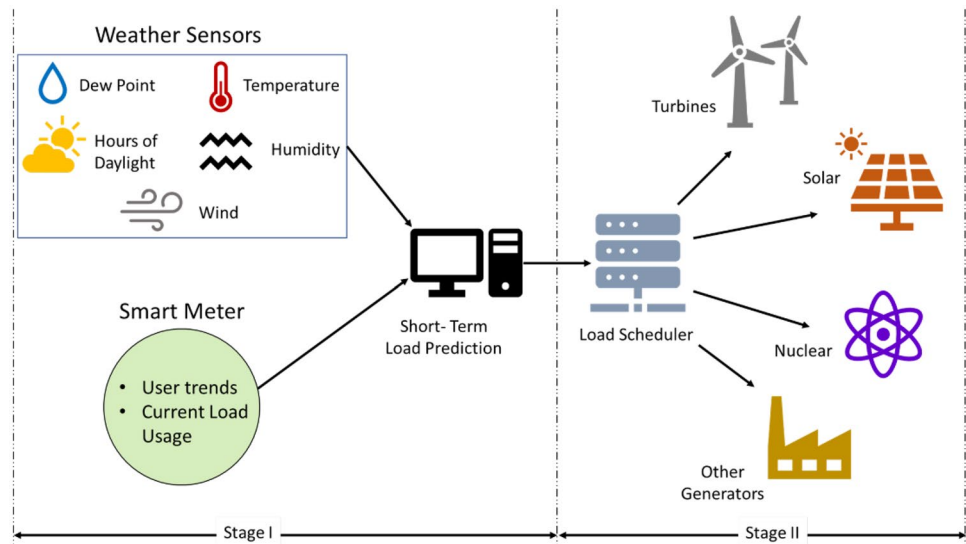 Weather Sensors
Dew Point
Temperature
Hours of
Daylight
Humidity
Wind
Smart Meter
• User trends
• Current Load
Usage
Short- Term
Load Prediction
Load Scheduler
Turbines
Solar
Nuclear
Other
Generators
Stage I
Stage II